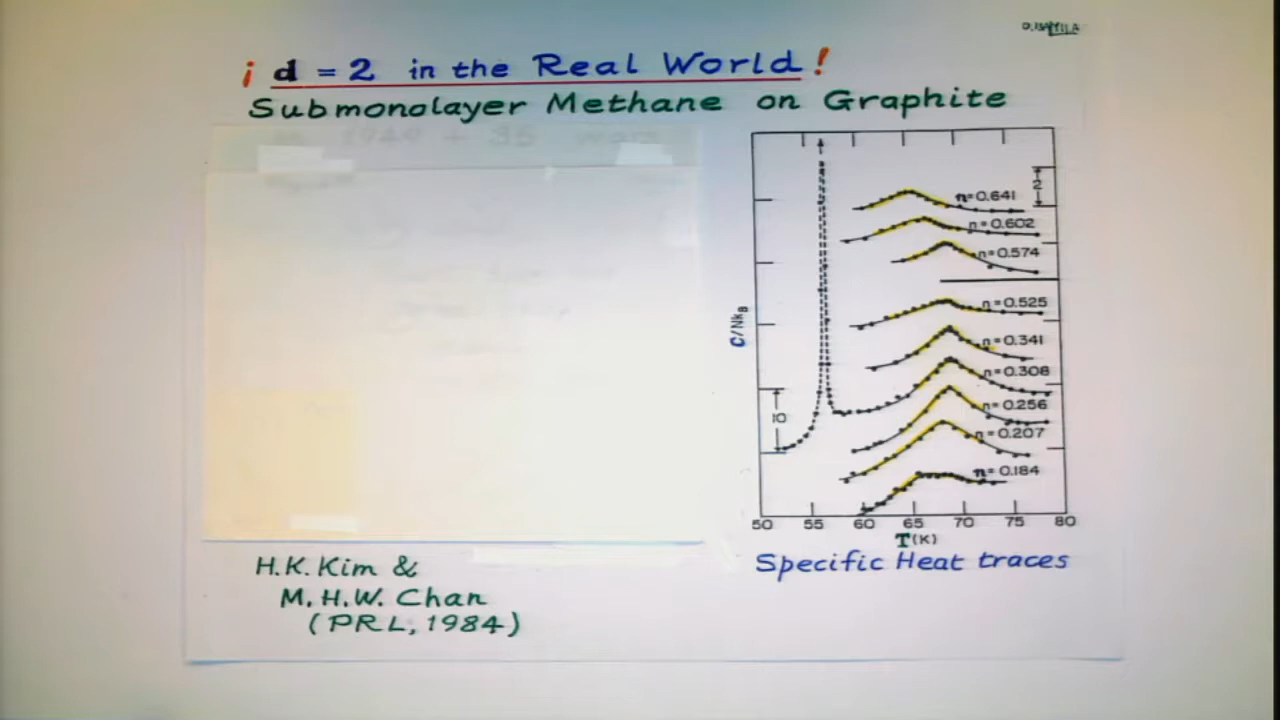 ¡ d = 2 in the Real World!
Submonolayer Methane on Graphite
n=0.641
2
n=0.602
n=0.574
n=0.525
n=0.341
n=0.308
n=0.256
n=0.207
n=0.184
10
C/NkB
50 55 60 65 70 75 80
T(K)
Specific Heat traces
H.K. Kim &
M.H.W. Chan
(PRL, 1984)